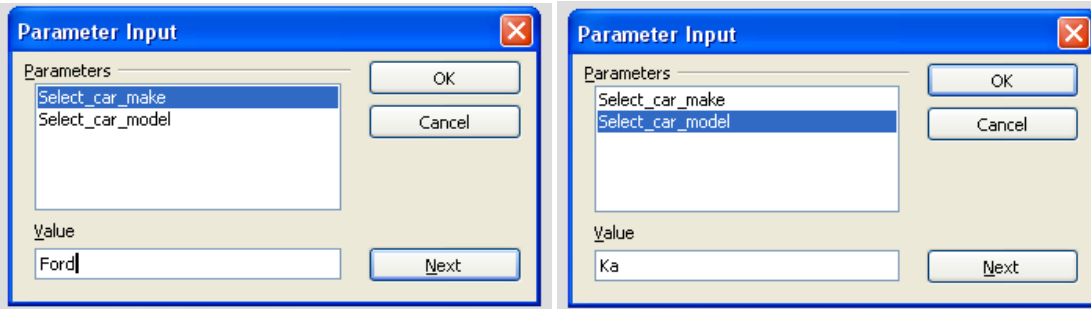 Parameter Input
Parameters
Select_car_make
Select_car_model
OK
Cancel
Value
Ford
Next
Parameter Input
Parameters
Select_car_make
Select_car_model
OK
Cancel
Value
Ka
Next